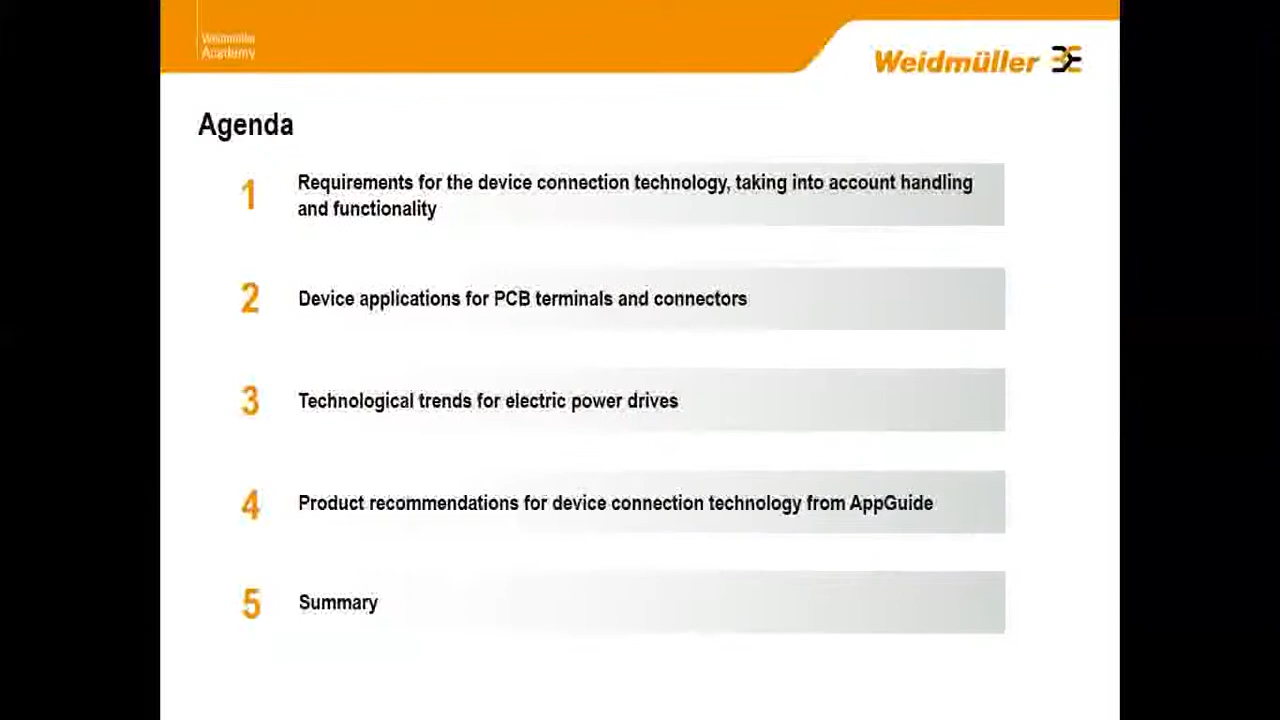 Weidmüller
Academy
Weidmüller
Agenda
1
Requirements for the device connection technology, taking into account handling
and functionality
2
Device applications for PCB terminals and connectors
3
Technological trends for electric power drives
4
Product recommendations for device connection technology from AppGuide
5
Summary